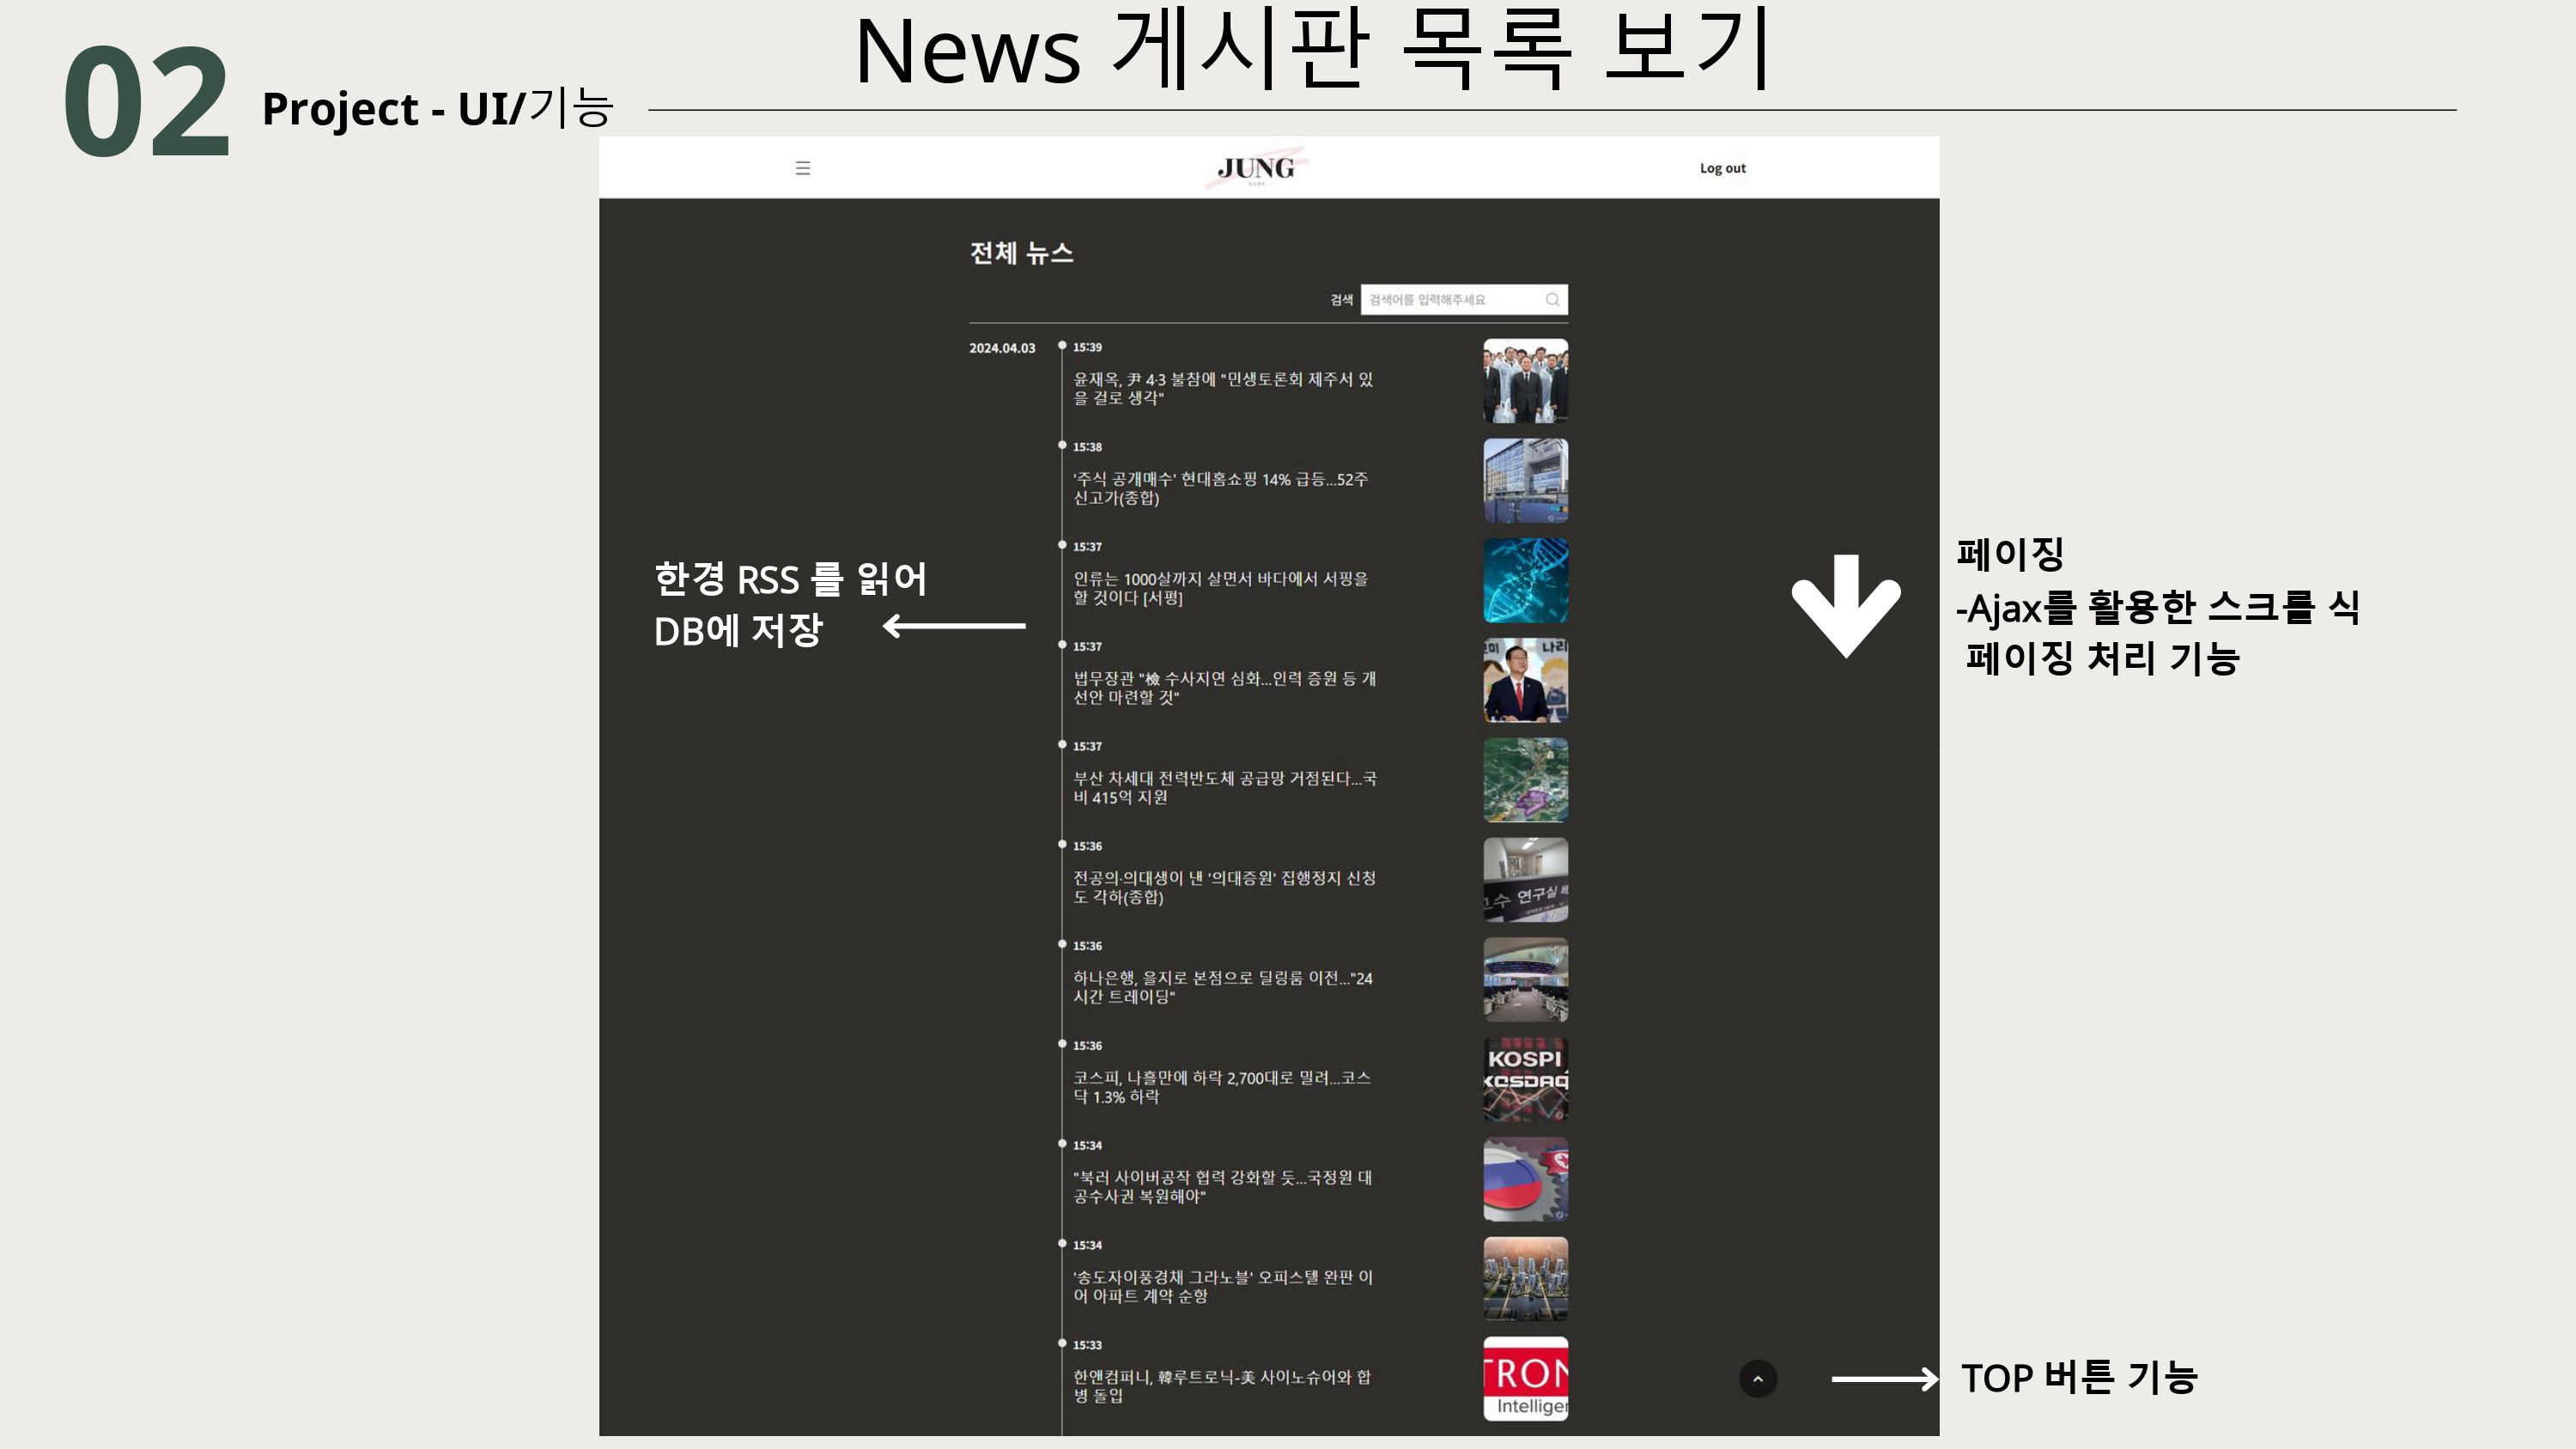 News 게시판 목록 보기
02
Project - UI/기능
JUNG
Log out
전체 뉴스
검색
검색어를 입력해주세요
2024.04.03
15:39
윤재옥, 尹 4·3 불참에 "민생토론회 제주서 있
을 걸로 생각"
15:38
'주식 공개매수' 현대홈쇼핑 14% 급등…52주
신고가(종합)
15:37
인류는 1000살까지 살면서 바다에서 서핑을
할 것이다 [서평]
15:37
법무장관 "檢 수사지연 심화…인력 증원 등 개
선안 마련할 것"
15:37
부산 차세대 전력반도체 공급망 거점된다…국
비 415억 지원
15:36
전공의·의대생이 낸 '의대증원' 집행정지 신청
도 각하(종합)
연구실
15:36
하나은행, 을지로 본점으로 딜링룸 이전…"24
시간 트레이딩"
15:36
코스피, 나흘만에 하락 2,700대로 밀려…코스
닥 1.3% 하락
KOSPI
KOSDAQ
15:34
"북러 사이버공작 협력 강화할 듯…국정원 대
공수사권 복원해야"
15:34
'송도자이풍경채 그라노블' 오피스텔 완판 이
어 아파트 계약 순항
15:33
한앤컴퍼니, 韓루트로닉-美 사이노슈어와 합
병 돌입
TRON
Intelliger
한경 RSS 를 읽어
DB에 저장
페이징
-Ajax를 활용한 스크를 식
페이징 처리 기능
TOP 버튼 기능